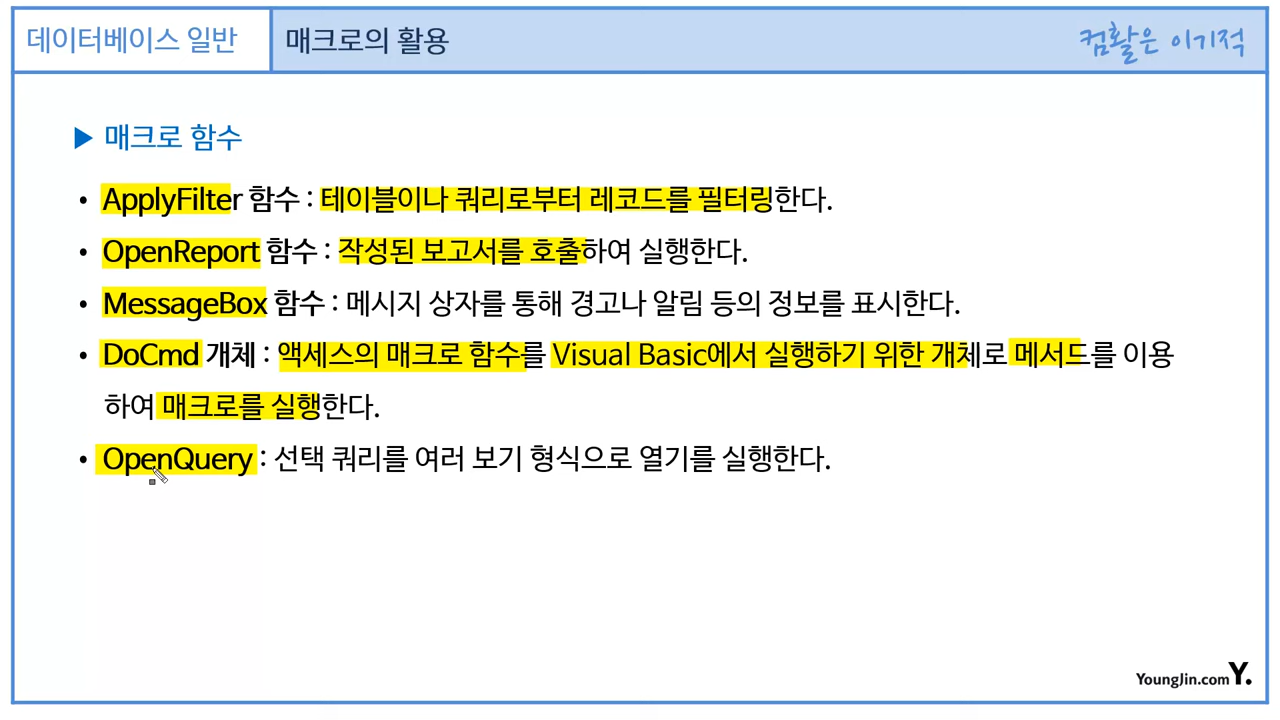 데이터베이스 일반
매크로의 활용
컴활은 이기적
▶ 매크로 함수
• ApplyFilter 함수 : 테이블이나 쿼리로부터 레코드를 필터링한다.
• OpenReport 함수 : 작성된 보고서를 호출하여 실행한다.
• MessageBox 함수 : 메시지 상자를 통해 경고나 알림 등의 정보를 표시한다.
• DoCmd 개체 : 액세스의 매크로 함수를 Visual Basic에서 실행하기 위한 개체로 메서드를 이용
하여 매크로를 실행한다.
• OpenQuery : 선택 쿼리를 여러 보기 형식으로 열기를 실행한다.
YoungJin.com Y.